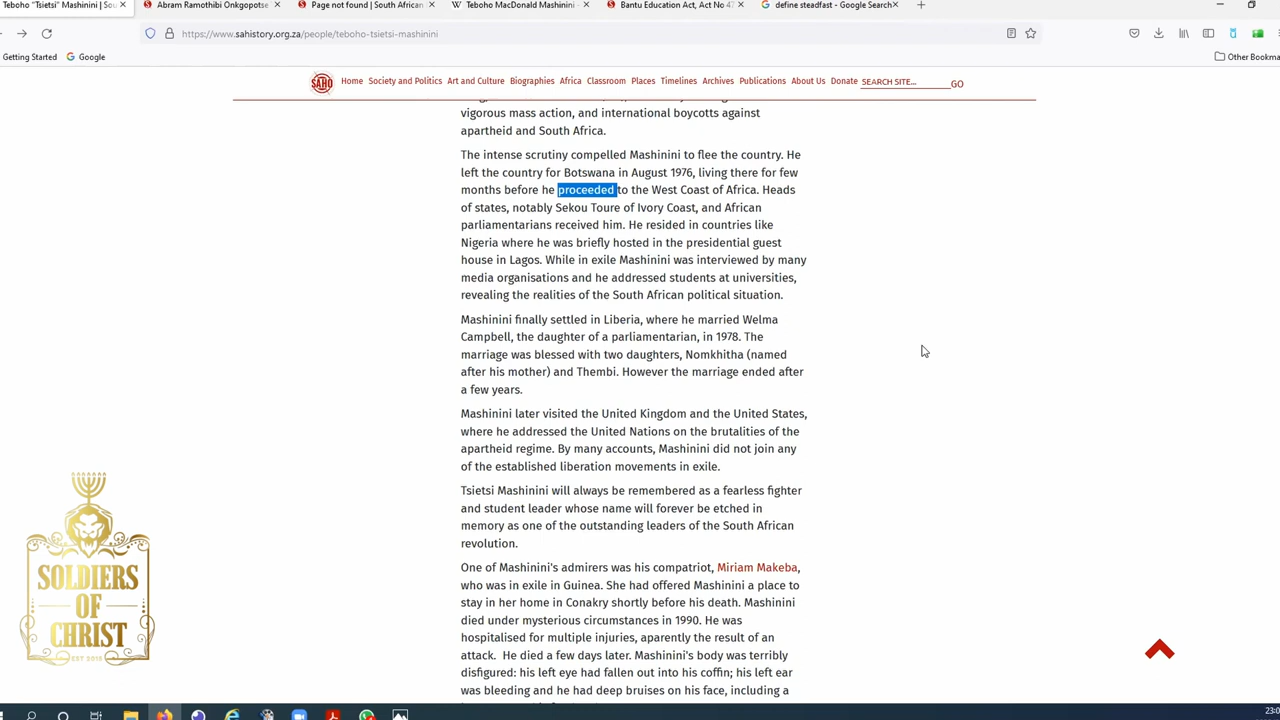 Teboho "Tsietsi" Mashinini | Sou
Abram Ramothibi Onkgopotse
Page not found | South African
Teboho MacDonald Mashinini -
Bantu Education Act, Act No 47
define steadfast - Google Search
https://www.sahistory.org.za/people/teboho-tsietsi-mashinini
Getting Started
Google
Other Bookma
SAHO
Home
Society and Politics
Art and Culture
Biographies
Africa
Classroom
Places
Timelines
Archives
Publications
About Us
Donate
SEARCH SITE...
GO
vigorous mass action, and international boycotts against
apartheid and South Africa.
The intense scrutiny compelled Mashinini to flee the country. He
left the country for Botswana in August 1976, living there for few
months before he proceeded to the West Coast of Africa. Heads
of states, notably Sekou Toure of Ivory Coast, and African
parliamentarians received him. He resided in countries like
Nigeria where he was briefly hosted in the presidential guest
house in Lagos. While in exile Mashinini was interviewed by many
media organisations and he addressed students at universities,
revealing the realities of the South African political situation.
Mashinini finally settled in Liberia, where he married Welma
Campbell, the daughter of a parliamentarian, in 1978. The
marriage was blessed with two daughters, Nomkhitha (named
after his mother) and Thembi. However the marriage ended after
a few years.
Mashinini later visited the United Kingdom and the United States,
where he addressed the United Nations on the brutalities of the
apartheid regime. By many accounts, Mashinini did not join any
of the established liberation movements in exile.
Tsietsi Mashinini will always be remembered as a fearless fighter
and student leader whose name will forever be etched in
memory as one of the outstanding leaders of the South African
revolution.
One of Mashinini's admirers was his compatriot, Miriam Makeba,
who was in exile in Guinea. She had offered Mashinini a place to
stay in her home in Conakry shortly before his death. Mashinini
died under mysterious circumstances in 1990. He was
hospitalised for multiple injuries, aparently the result of an
attack. He died a few days later. Mashinini's body was terribly
disfigured: his left eye had fallen out into his coffin; his left ear
was bleeding and he had deep bruises on his face, including a
SOLDIERS
OF
CHRIST
EST 2015
23:0